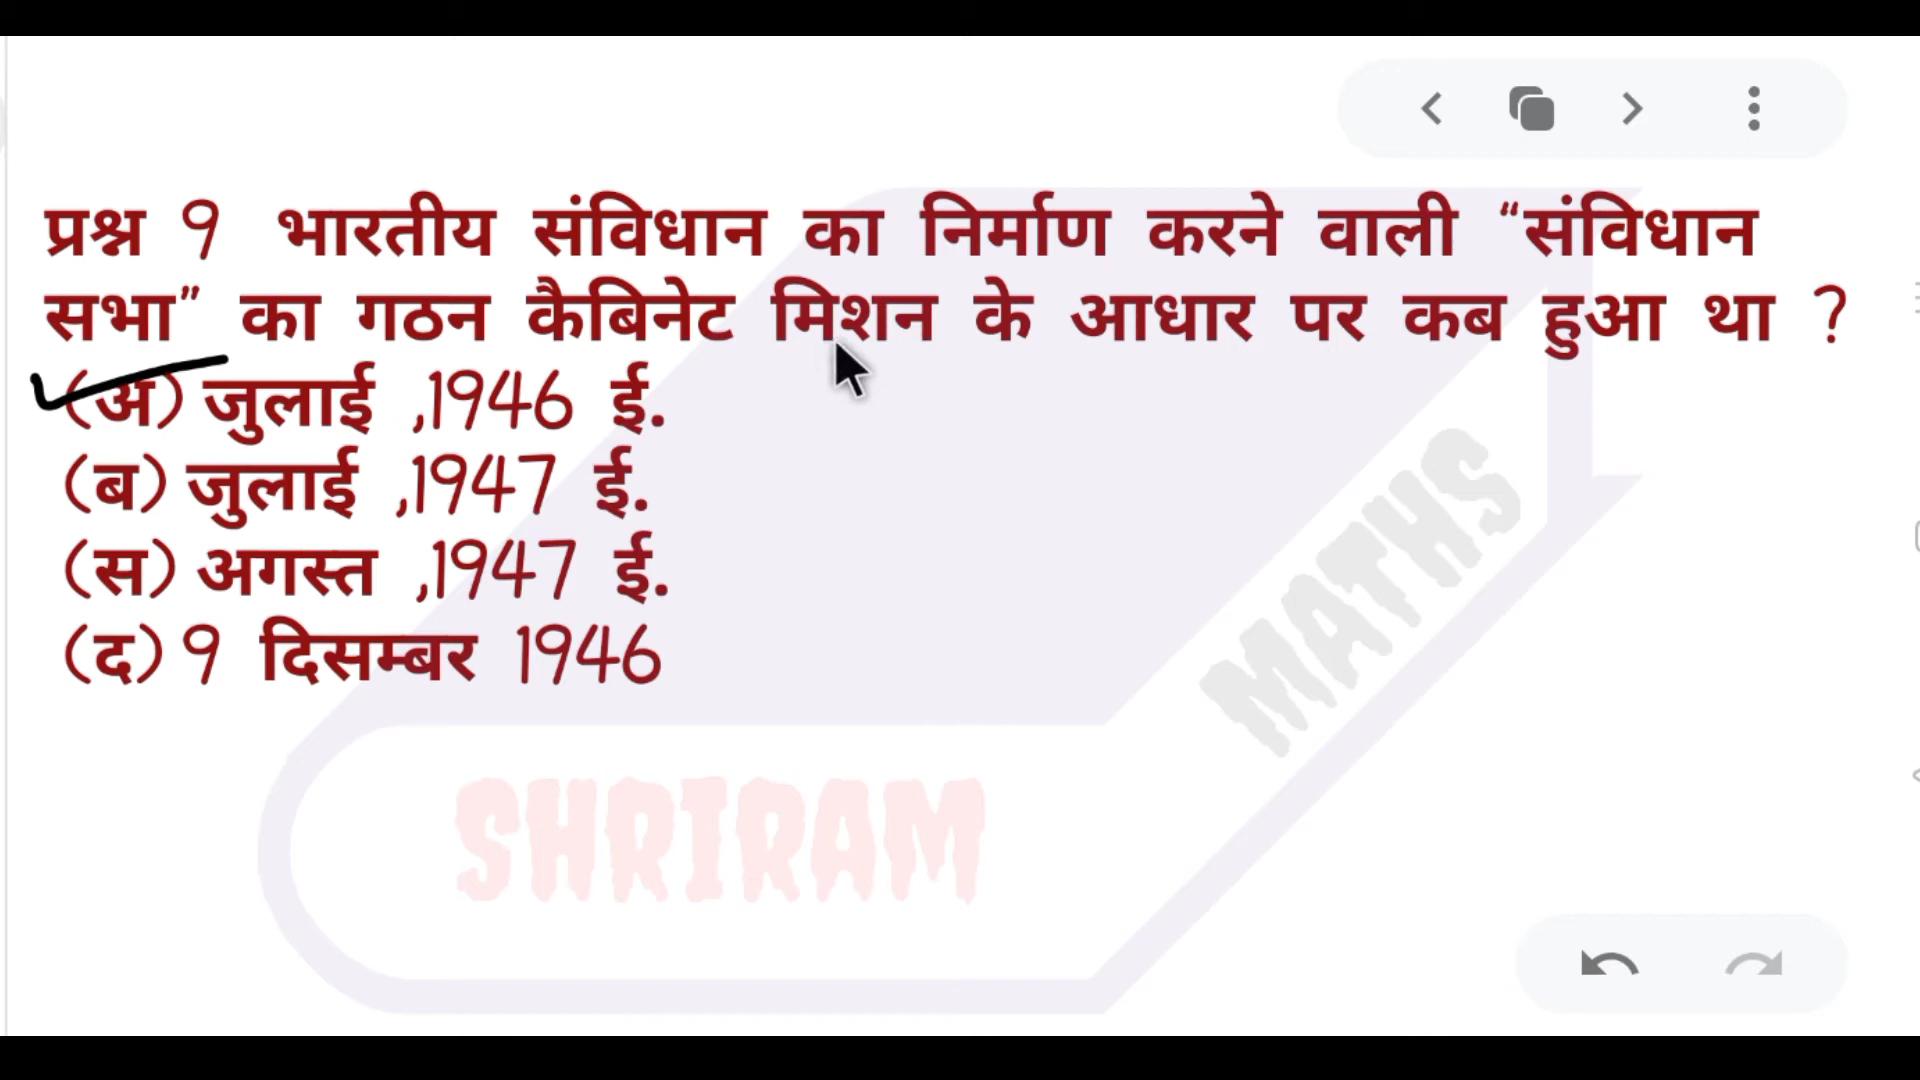 प्रश्न 9 भारतीय संविधान का निर्माण करने वाली “संविधान
सभा” का गठन कैबिनेट मिशन के आधार पर कब हुआ था ?
(अ) जुलाई ,1946 ई.
(ब) जुलाई ,1947 ई.
(स) अगस्त ,1947 ई.
(द) 9 दिसम्बर 1946
MATHS
SHRIRAM